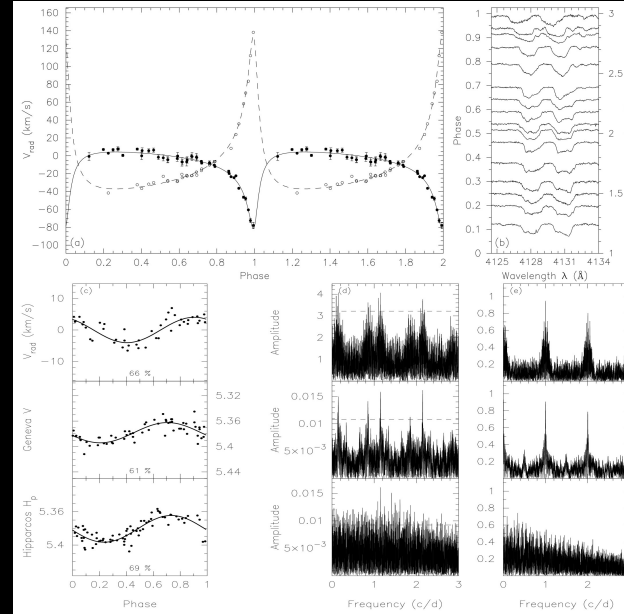 160
140
120
100
80
60
40
20
0
−20
−40
−60
−80
−100
V_rad (km/s)
(a)
0 0.2 0.4 0.6 0.8 1 1.2 1.4 1.6 1.8 2.0
Phase
1
0.9
0.8
0.7
0.6
0.5
0.4
0.3
0.2
0.1
0
Phase
3
2.5
2
1.5
1
(b)
4125 4128 4131 4134
Wavelength λ (Å)
(c)
10
0
−10
V_rad (km/s)
66 %
Geneva V
5.32
5.36
5.4
5.44
61 %
Hipparcos H_p
5.36
5.4
69 %
0 0.2 0.4 0.6 0.8 1
Phase
(d)
Amplitude
4
3
2
1
Amplitude
0.015
0.01
5×10⁻³
Amplitude
0.015
0.01
5×10⁻³
0 1 2 3
Frequency (c/d)
(e)
0.8
0.6
0.4
0.2
0.8
0.6
0.4
0.2
0.8
0.6
0.4
0.2
0 1 2
Frequency (c/d)